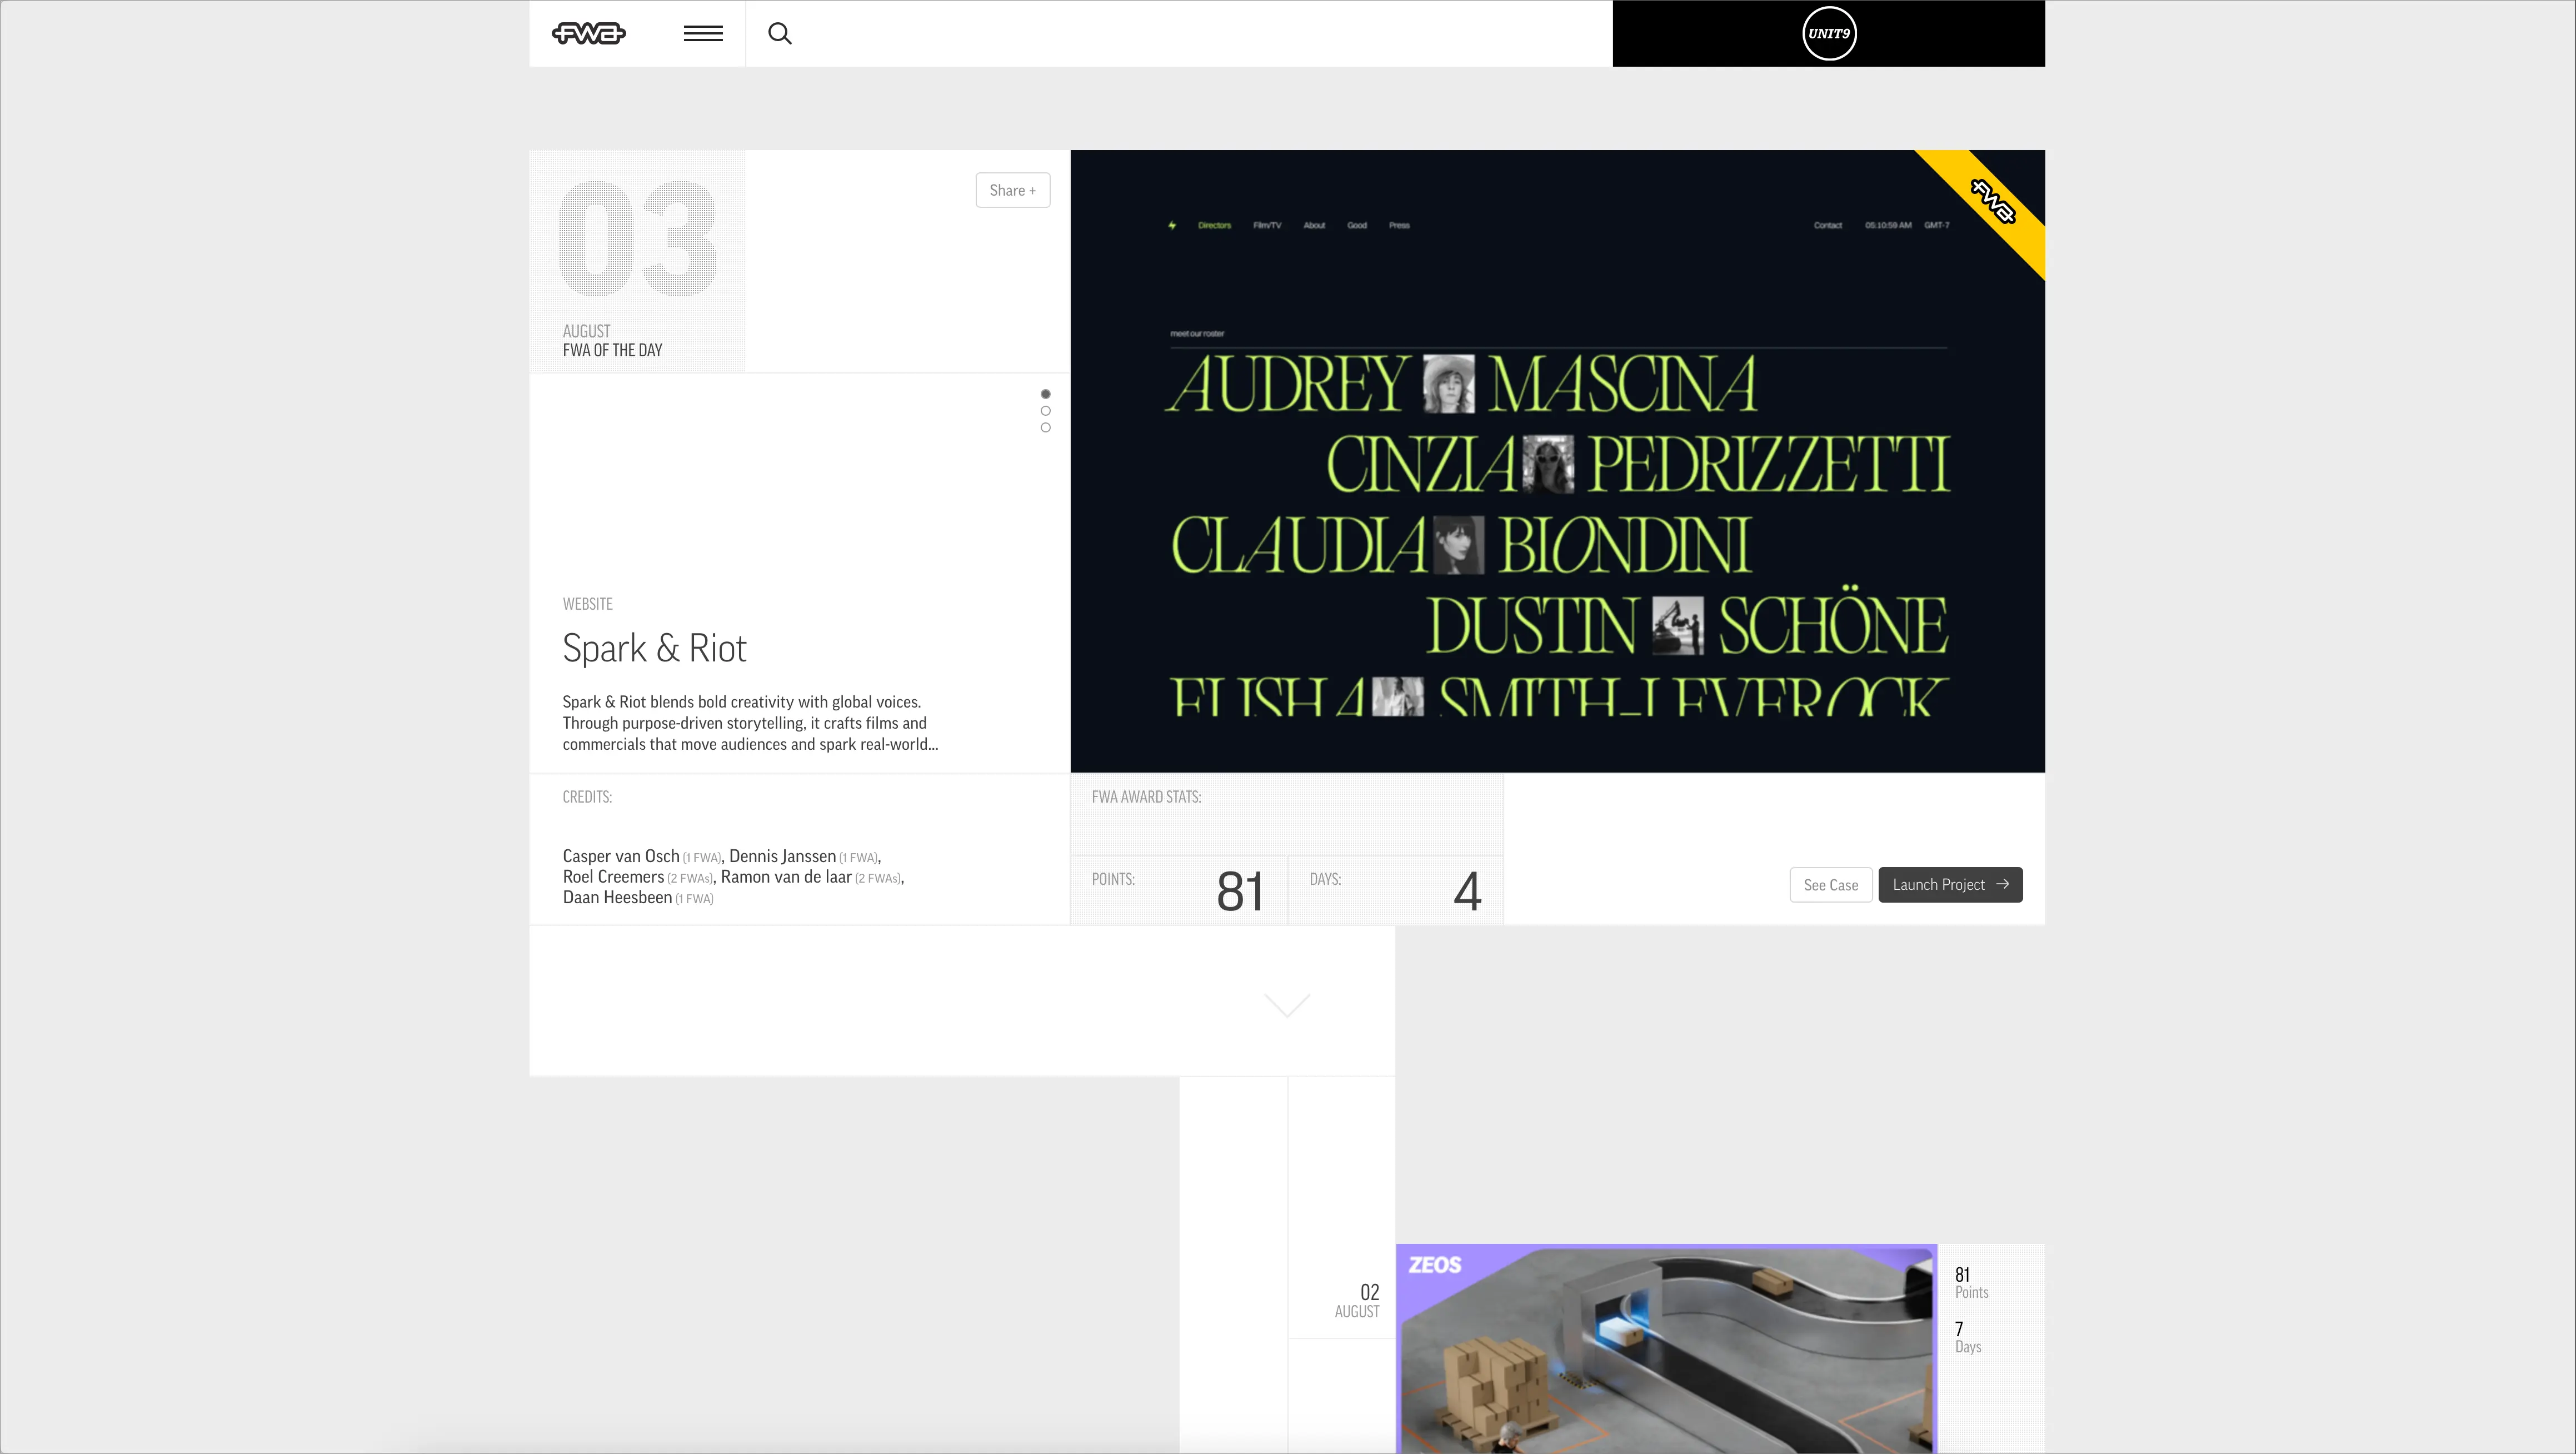 FWA
UNIT9
03
AUGUST
FWA OF THE DAY
Share +
WEBSITE
Spark & Riot
Spark & Riot blends bold creativity with global voices.
Through purpose-driven storytelling, it crafts films and
commercials that move audiences and spark real-world...
FWA
Directors Film/TV About Good Press Contact 05:10:59 AM GMT-7
meet our roster
AUDREY MASCINA
CINZIA PEDRIZZETTI
CLAUDIA BIONDINI
DUSTIN SCHÖNE
ELISHA SMITH-LEVEROCK
CREDITS:
Casper van Osch (1 FWA), Dennis Janssen (1 FWA),
Roel Creemers (2 FWAs), Ramon van de laar (2 FWAs),
Daan Heesbeen (1 FWA)
FWA AWARD STATS:
POINTS: 81 DAYS: 4
See Case Launch Project →
02
AUGUST
ZEOS
81
Points
7
Days